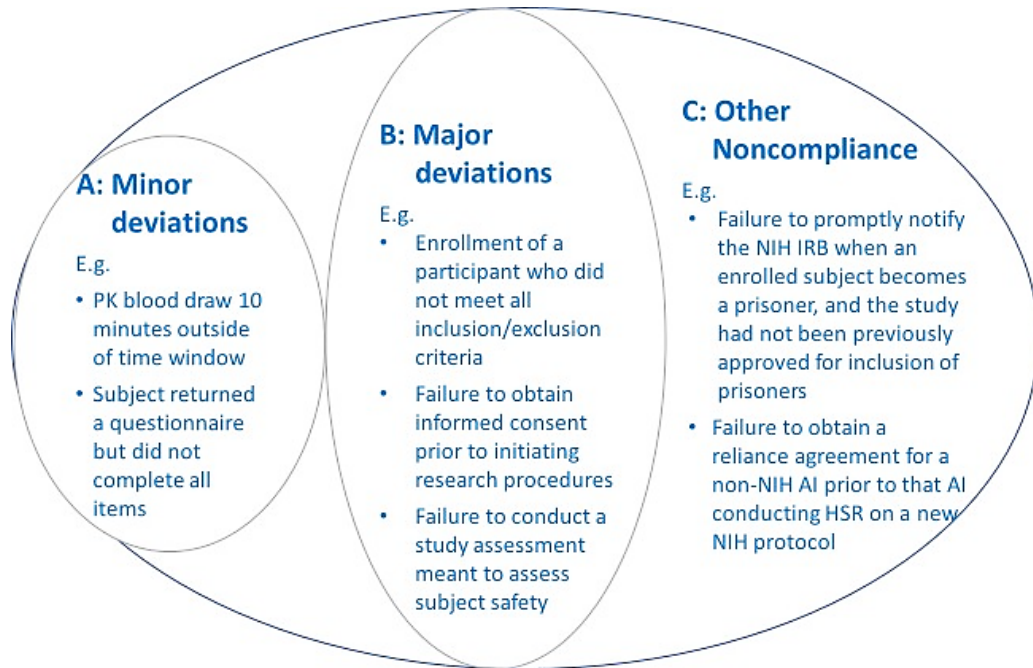 A: Minor
deviations
E.g.
• PK blood draw 10
minutes outside
of time window
• Subject returned
a questionnaire
but did not
complete all
items
B: Major
deviations
E.g.
• Enrollment of a
participant who did
not meet all
inclusion/exclusion
criteria
• Failure to obtain
informed consent
prior to initiating
research procedures
• Failure to conduct a
study assessment
meant to assess
subject safety
C: Other
Noncompliance
E.g.
• Failure to promptly notify
the NIH IRB when an
enrolled subject becomes
a prisoner, and the study
had not been previously
approved for inclusion of
prisoners
• Failure to obtain a
reliance agreement for a
non-NIH AI prior to that AI
conducting HSR on a new
NIH protocol